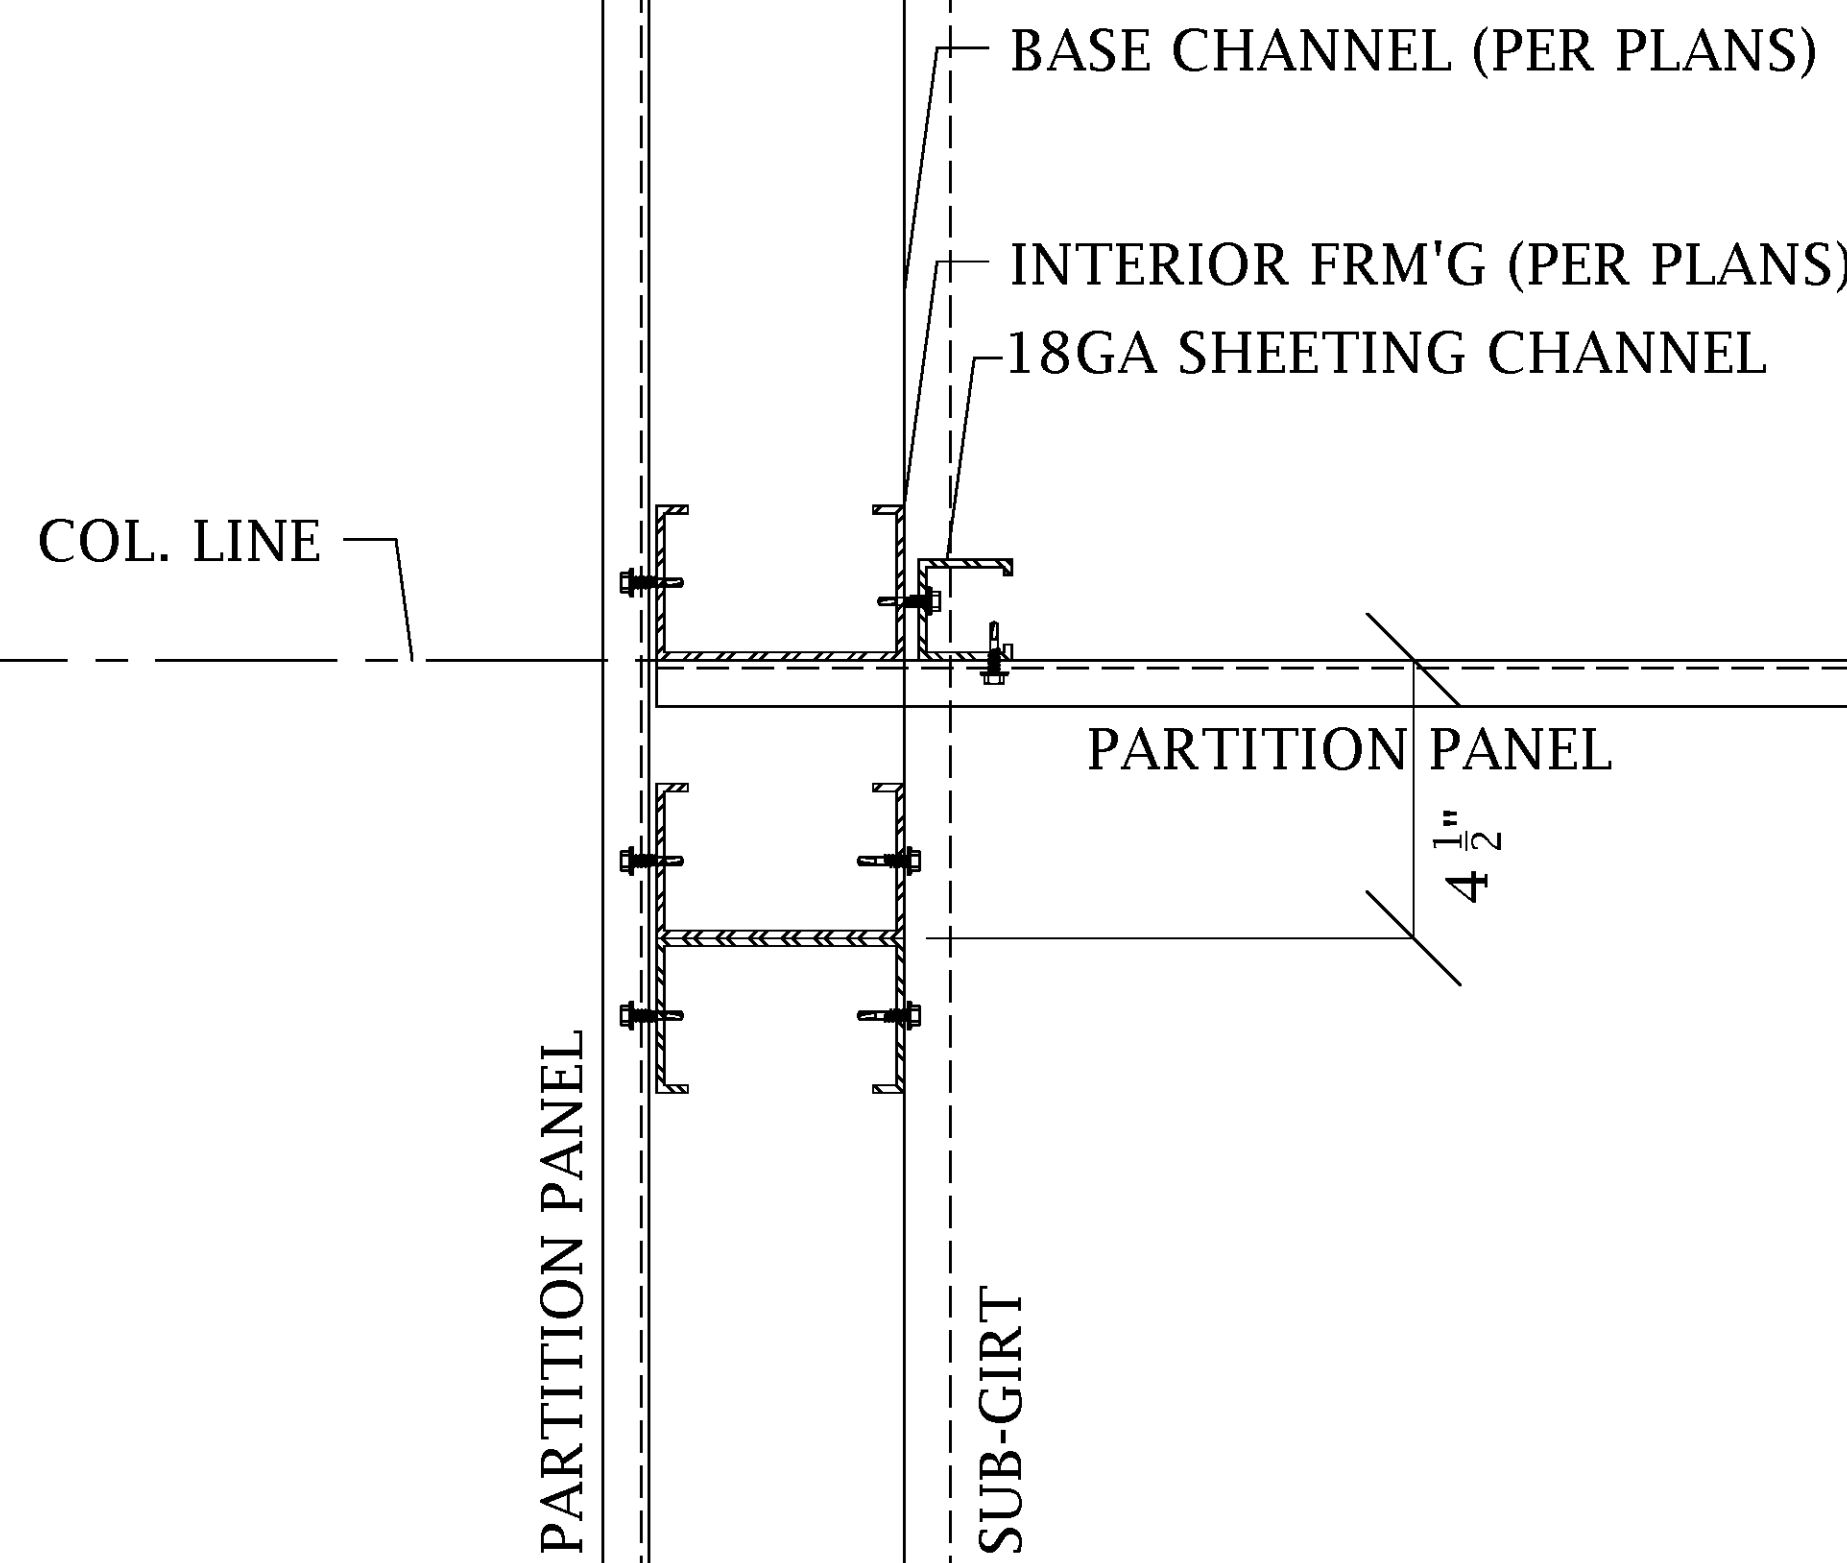 BASE CHANNEL (PER PLANS)
INTERIOR FRM'G (PER PLANS)
18GA SHEETING CHANNEL
COL. LINE
PARTITION PANEL
4 1/2"
PARTITION PANEL
SUB-GIRT